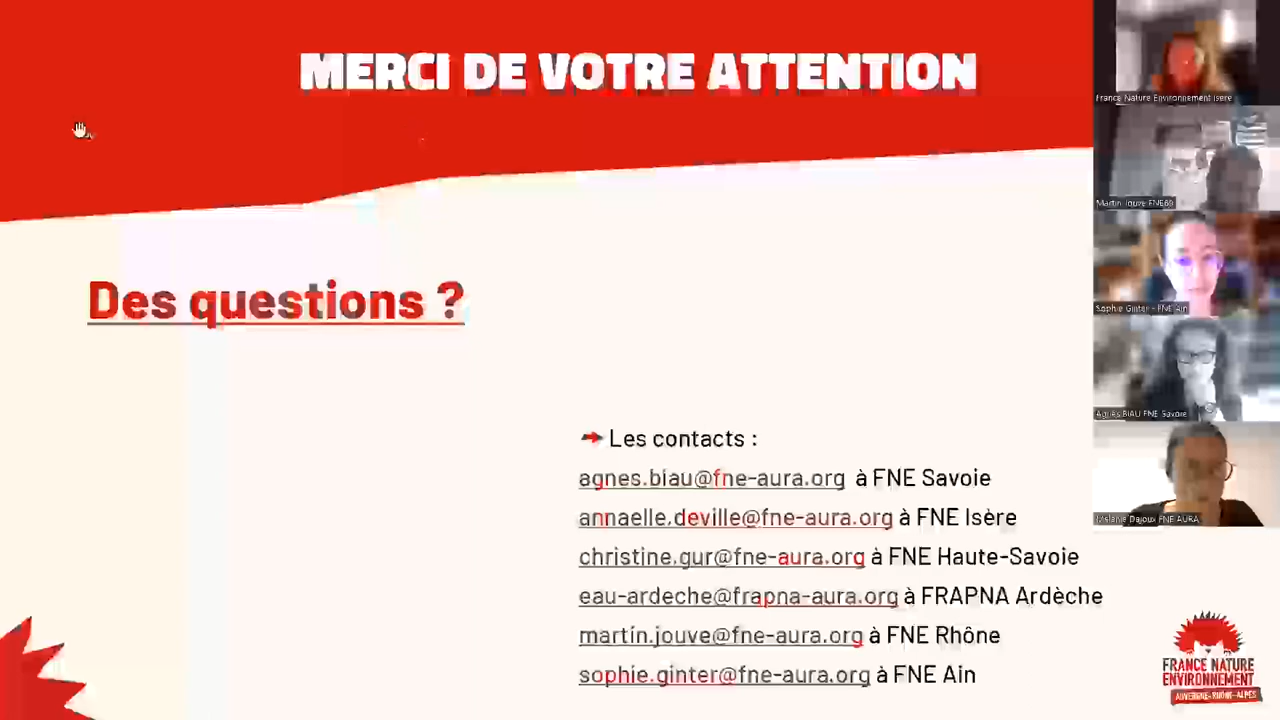 MERCI DE VOTRE ATTENTION
Des questions ?
Les contacts :
agnes.biau@fne-aura.org à FNE Savoie
annaelle.deville@fne-aura.org à FNE Isère
christine.gur@fne-aura.org à FNE Haute-Savoie
eau-ardeche@frapna-aura.org à FRAPNA Ardèche
martin.jouve@fne-aura.org à FNE Rhône
sophie.ginter@fne-aura.org à FNE Ain
France Nature Environnement Isère
Martin Jouve FNE69
Sophie Ginter - FNE Ain
Agnès BIAU FNE Savoie
Mélanie Dajoux FNE AURA
FRANCE NATURE
ENVIRONNEMENT
AUVERGNE-RHÔNE-ALPES